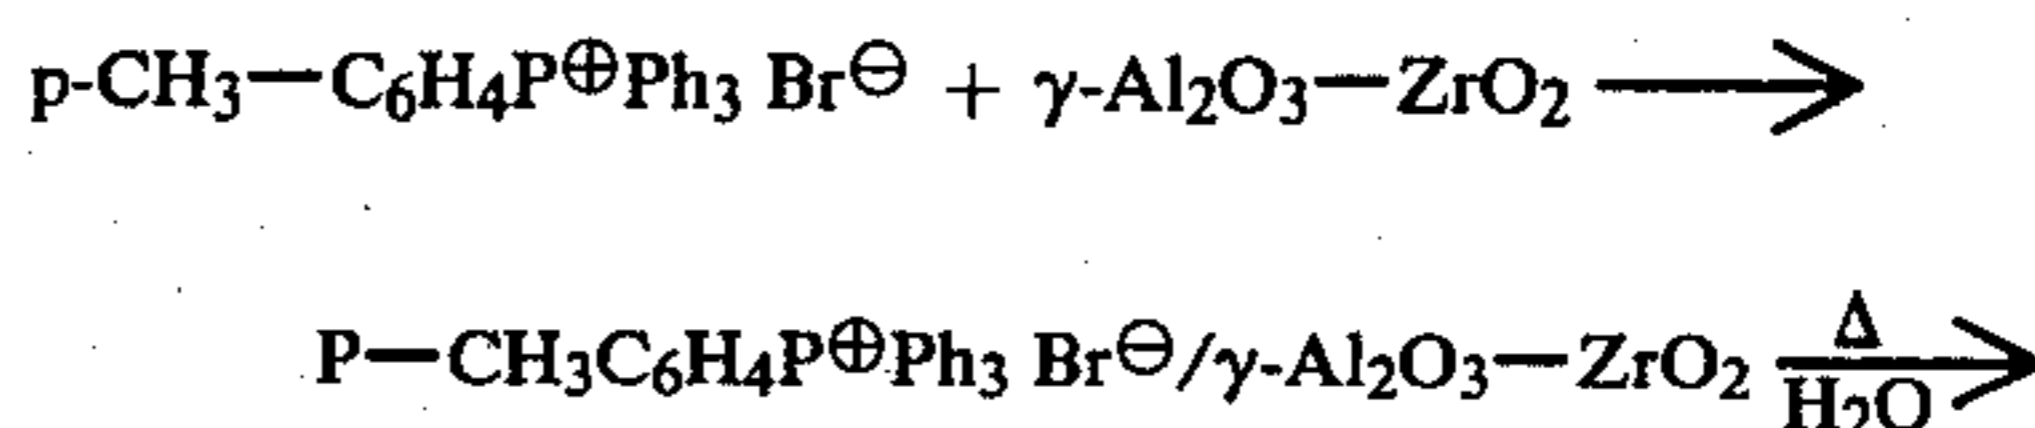 p-CH₃—C₆H₄P⊕Ph₃ Br⊖ + γ-Al₂O₃—ZrO₂ ⟶
P—CH₃C₆H₄P⊕Ph₃ Br⊖/γ-Al₂O₃—ZrO₂ Δ⟶
H₂O